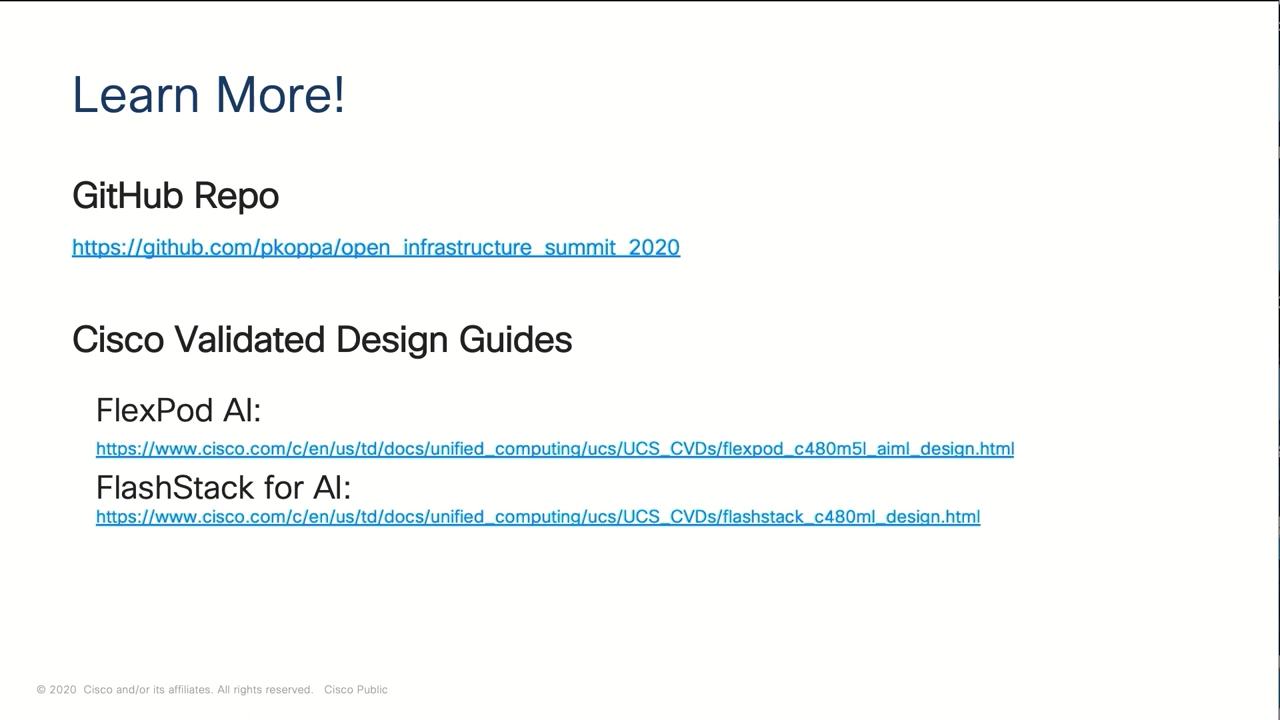 Learn More!
GitHub Repo
https://github.com/pkoppa/open_infrastructure_summit_2020
Cisco Validated Design Guides
FlexPod AI:
https://www.cisco.com/c/en/us/td/docs/unified_computing/ucs/UCS_CVDs/flexpod_c480m5l_aiml_design.html
FlashStack for AI:
https://www.cisco.com/c/en/us/td/docs/unified_computing/ucs/UCS_CVDs/flashstack_c480ml_design.html
© 2020 Cisco and/or its affiliates. All rights reserved. Cisco Public